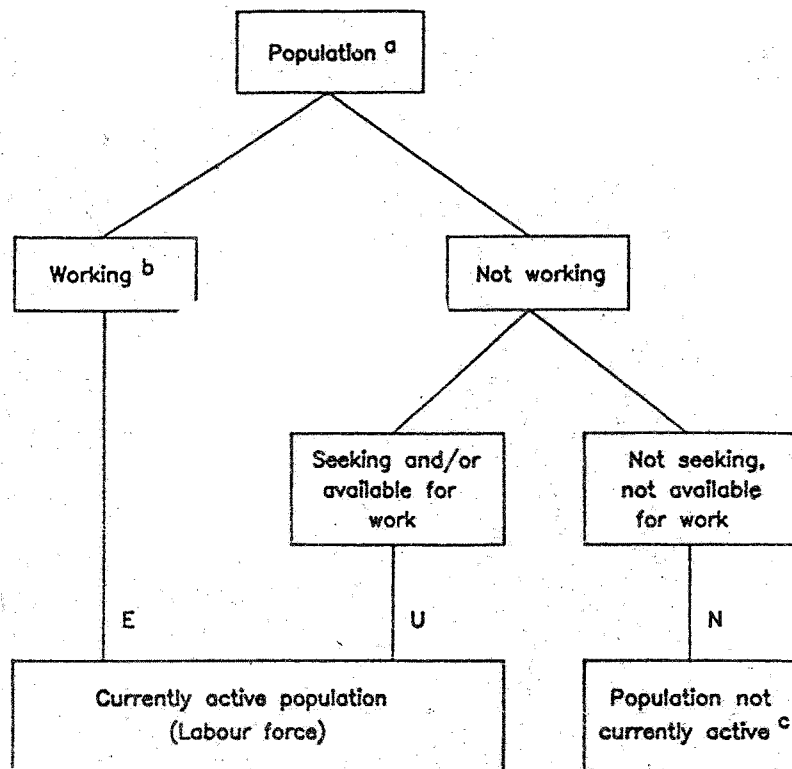 Population a
Working b
Not working
Seeking and/or
available for
work
Not seeking,
not available
for work
E
U
N
Currently active population
(Labour force)
Population not
currently active c